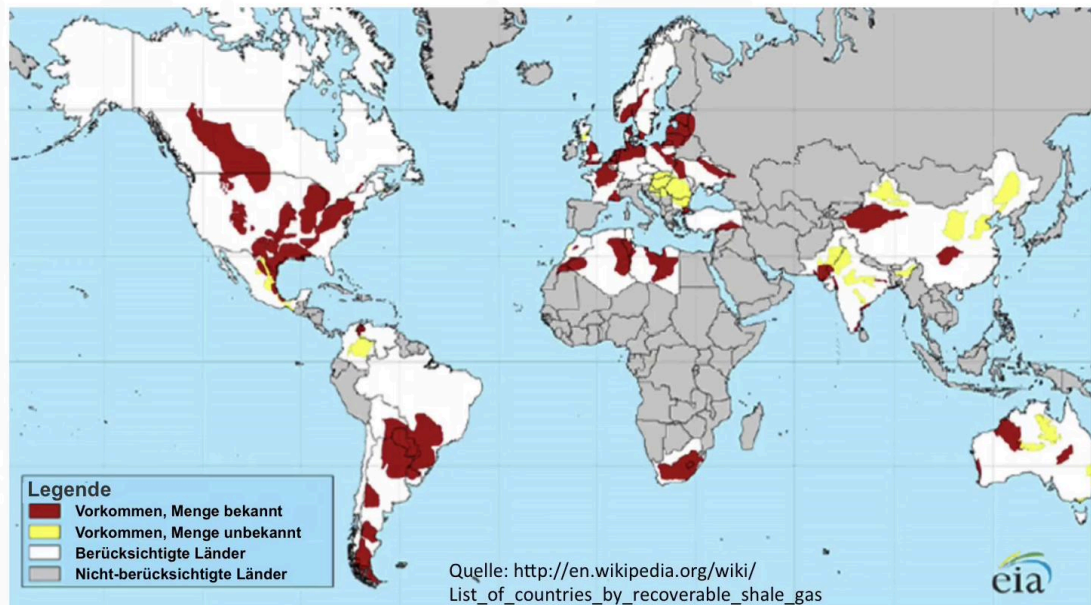 Legende
Vorkommen, Menge bekannt
Vorkommen, Menge unbekannt
Berücksichtigte Länder
Nicht-berücksichtigte Länder
Quelle: http://en.wikipedia.org/wiki/
List_of_countries_by_recoverable_shale_gas
eia